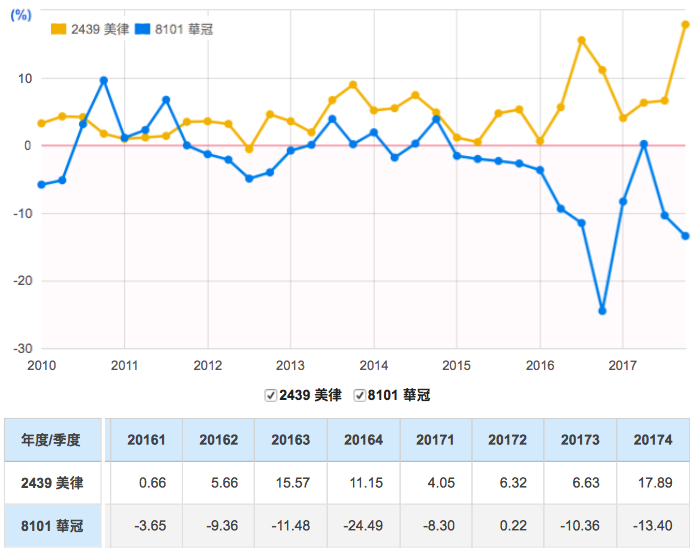 (%)
2439 美律 8101 華冠
10
0
-10
-20
-30
2010 2011 2012 2013 2014 2015 2016 2017
2439 美律 8101 華冠
年度/季度 20161 20162 20163 20164 20171 20172 20173 20174
2439 美律 0.66 5.66 15.57 11.15 4.05 6.32 6.63 17.89
8101 華冠 -3.65 -9.36 -11.48 -24.49 -8.30 0.22 -10.36 -13.40